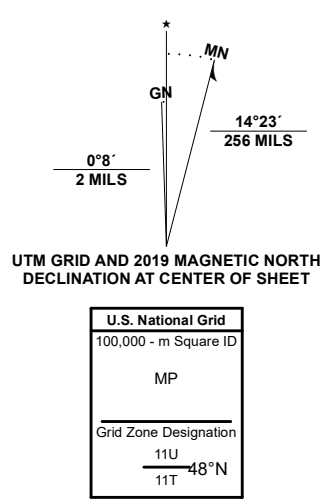 ★
MN
GN
14°23´
256 MILS
0°8´
2 MILS
UTM GRID AND 2019 MAGNETIC NORTH
DECLINATION AT CENTER OF SHEET
U.S. National Grid
100,000 - m Square ID
MP
Grid Zone Designation
11U
48°N
11T